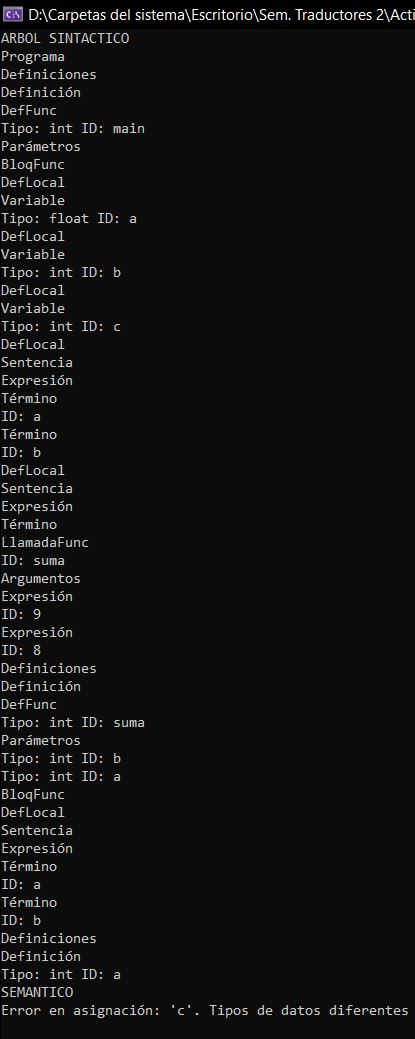 D:\Carpetas del sistema\Escritorio\Sem. Traductores 2\Acti
ARBOL SINTACTICO
Programa
Definiciones
Definición
DefFunc
Tipo: int ID: main
Parámetros
BloqFunc
DefLocal
Variable
Tipo: float ID: a
DefLocal
Variable
Tipo: int ID: b
DefLocal
Variable
Tipo: int ID: c
DefLocal
Sentencia
Expresión
Término
ID: a
Término
ID: b
DefLocal
Sentencia
Expresión
Término
LlamadaFunc
ID: suma
Argumentos
Expresión
ID: 9
Expresión
ID: 8
Definiciones
Definición
DefFunc
Tipo: int ID: suma
Parámetros
Tipo: int ID: b
Tipo: int ID: a
BloqFunc
DefLocal
Sentencia
Expresión
Término
ID: a
Término
ID: b
Definiciones
Definición
Tipo: int ID: a
SEMANTICO
Error en asignación: 'c'. Tipos de datos diferentes